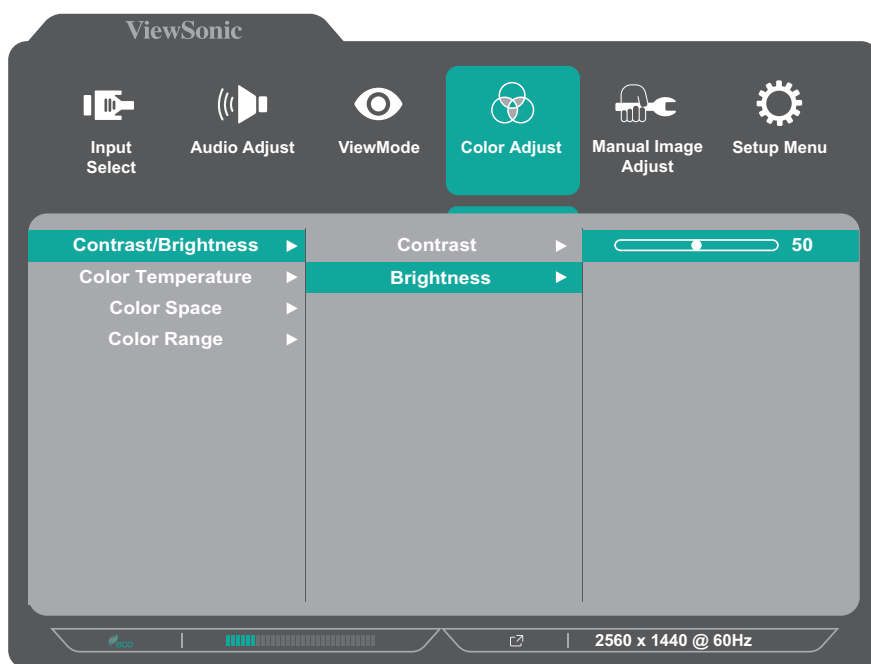 ViewSonic
Input
Select
Audio Adjust
ViewMode
Color Adjust
Manual Image
Adjust
Setup Menu
Contrast/Brightness
Contrast
50
Color Temperature
Brightness
Color Space
Color Range
eco
2560 x 1440 @ 60Hz